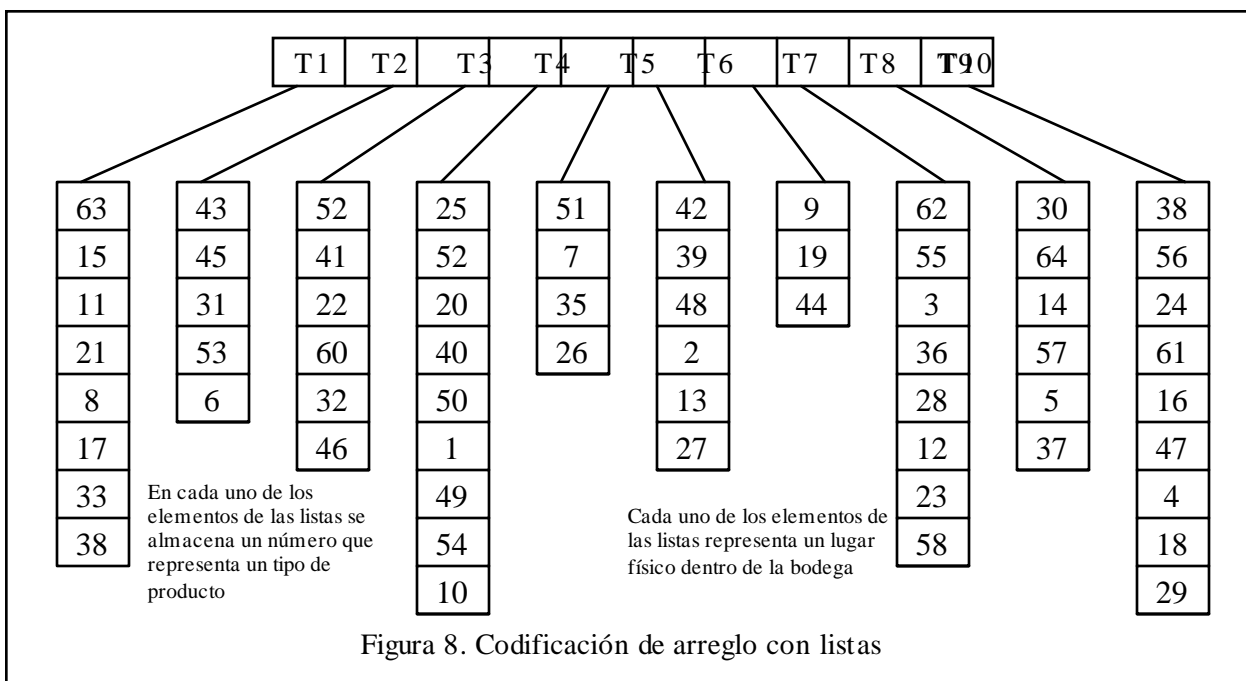 T1 T2 T3 T4 T5 T6 T7 T8 T9 T10
63 43 52 25 51 42 9 62 30 38
15 45 41 52 7 39 19 55 64 56
11 31 22 20 35 48 44 3 14 24
21 53 60 40 26 2 36 57 61
8 6 32 50 13 28 5 16
17 46 1 27 12 37 47
33 49 23 4
38 54 58 18
10 29
En cada uno de los
elementos de las listas se
almacena un número que
representa un tipo de
producto
Cada uno de los elementos de
las listas representa un lugar
físico dentro de la bodega
Figura 8. Codificación de arreglo con listas